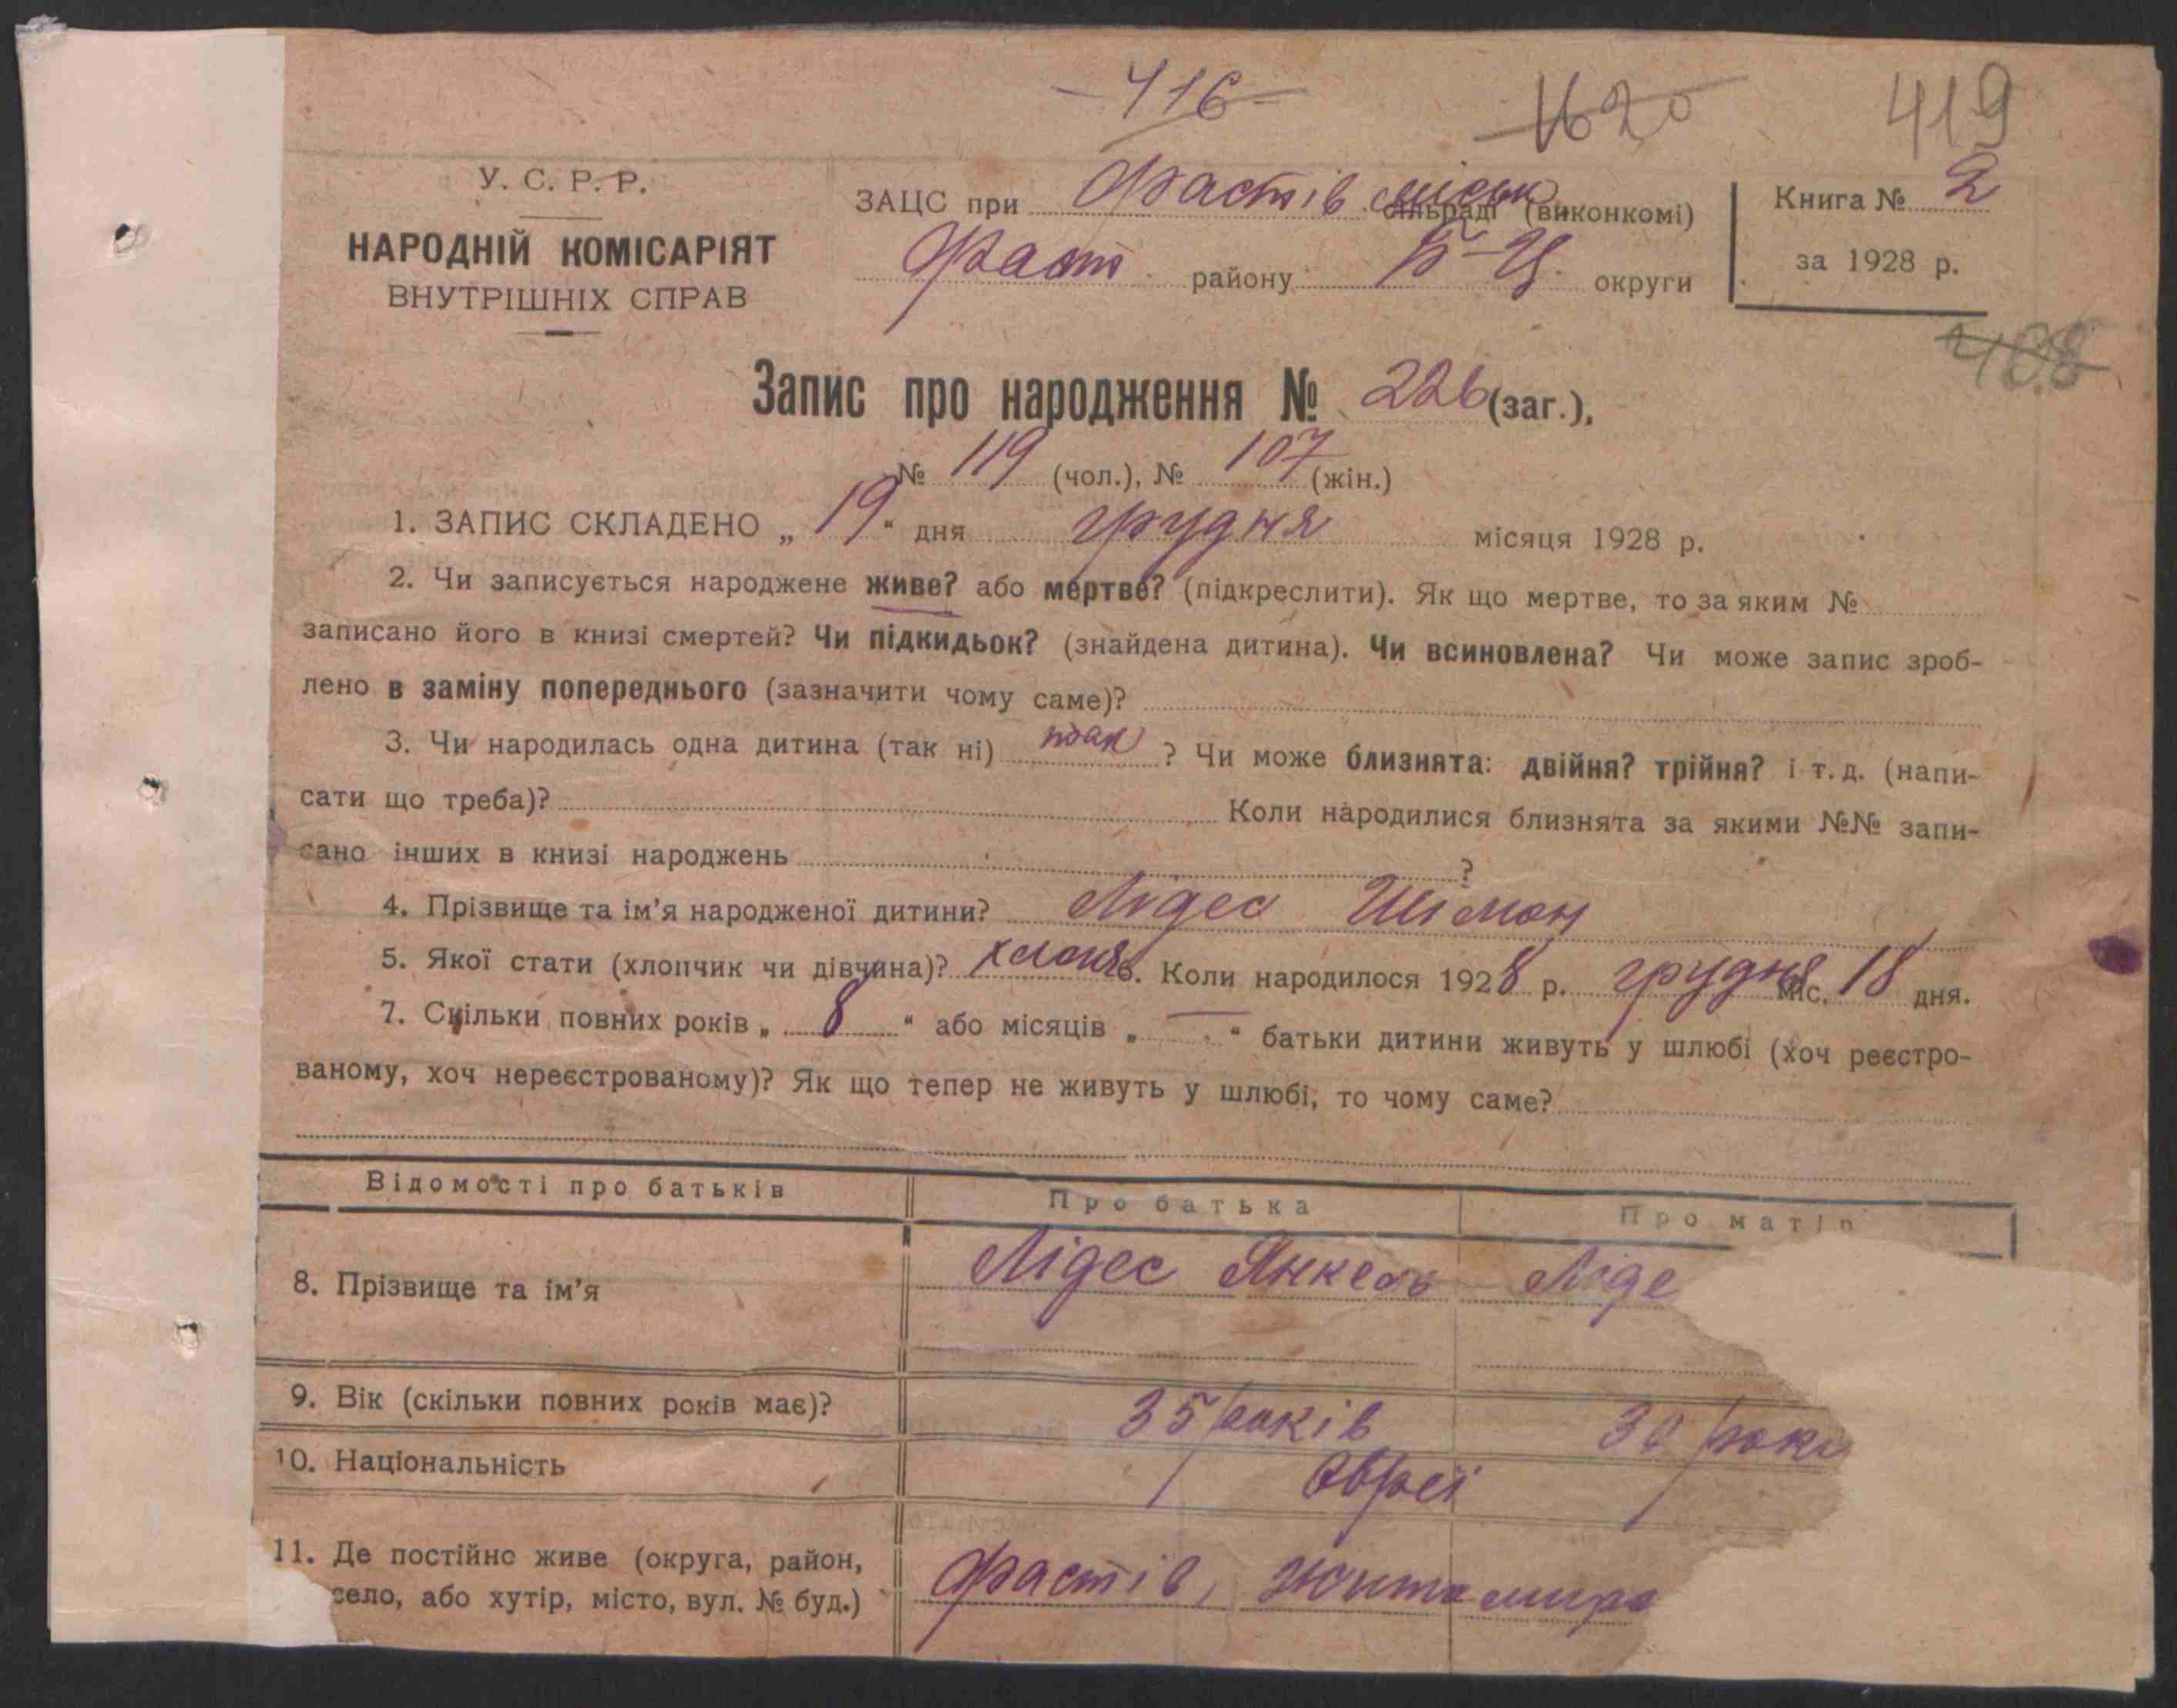 416
1620
419
У. С. Р. Р.
НАРОДНІЙ КОМІСАРІЯТ
ВНУТРІШНІХ СПРАВ
ЗАЦС при Фастів міськ. сільраді (виконкомі)
Фаст. району Б-Ц. округи
Книга № 2
за 1928 р.
408
Запис про народження № 226 (заг.),
№ 119 (чол.), № 107 (жін.)
1. ЗАПИС СКЛАДЕНО „ 19 “ дня грудня місяця 1928 р.
2. Чи записується народжене живе? або мертве? (підкреслити). Як що мертве, то за яким №
записано його в книзі смертей? Чи підкидьок? (знайдена дитина). Чи всиновлена? Чи може запис зроб-
лено в заміну попереднього (зазначити чому саме)?
3. Чи народилась одна дитина (так ні) так ? Чи може близнята: двійня? трійня? і т. д. (напи-
сати що треба)? Коли народилися близнята за якими №№ запи-
сано інших в книзі народжень ?
4. Прізвище та ім’я народженої дитини? Лідес Шімон
5. Якої стати (хлопчик чи дівчина)? 6. Коли народилося 1928 р. грудня міс. 18 дня.
7. Скільки повних років „ 8 “ або місяців „ — “ батьки дитини живуть у шлюбі (хоч реєстро-
ваному, хоч нереєстрованому)? Як що тепер не живуть у шлюбі, то чому саме?
Відомості про батьків
Про батька
Про матір
8. Прізвище та ім’я
Лідес Янкель
Ліде
9. Вік (скільки повних років має)?
35 років
30 рокі
10. Національність
Євреї
11. Де постійно живе (округа, район,
село, або хутір, місто, вул. № буд.)
Фастів, Житомирс